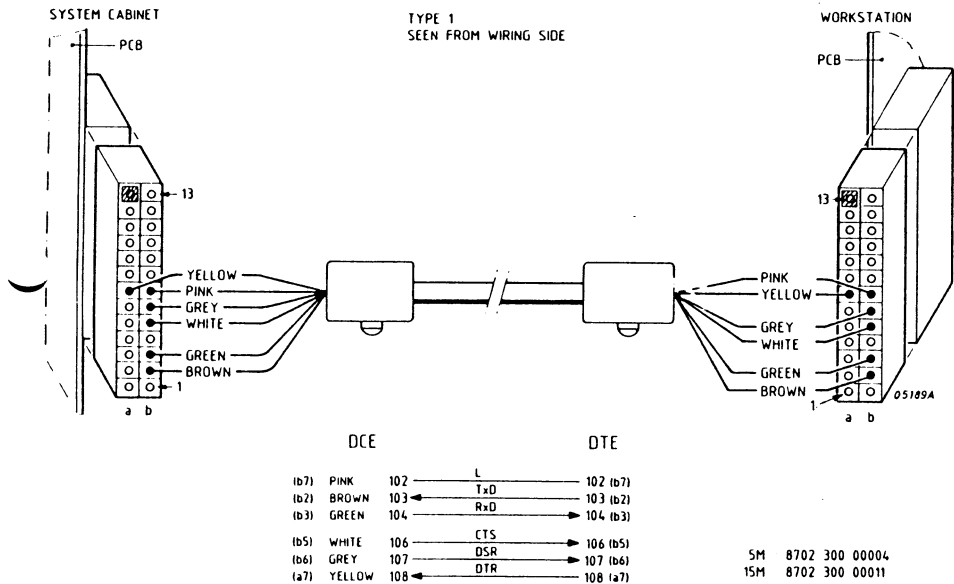 SYSTEM CABINET
PCB
TYPE 1
SEEN FROM WIRING SIDE
WORKSTATION
PCB
13
YELLOW
PINK
GREY
WHITE
GREEN
BROWN
1
a b
13
PINK
YELLOW
GREY
WHITE
GREEN
BROWN
1
05189A
a b
DCE DTE
(b7) PINK 102 L 102 (b7)
(b2) BROWN 103 TxD 103 (b2)
(b3) GREEN 104 RxD 104 (b3)
(b5) WHITE 106 CTS 106 (b5)
(b6) GREY 107 DSR 107 (b6)
(a7) YELLOW 108 DTR 108 (a7)
5M 8702 300 00004
15M 8702 300 00011